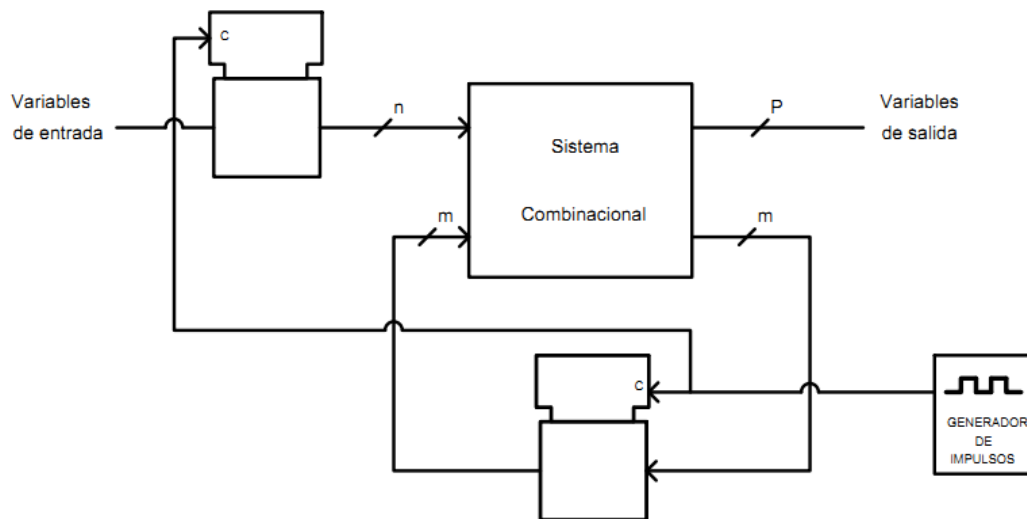 C
Variables
de entrada
n
Sistema
Combinacional
P
Variables
de salida
m
m
C
GENERADOR
DE
IMPULSOS